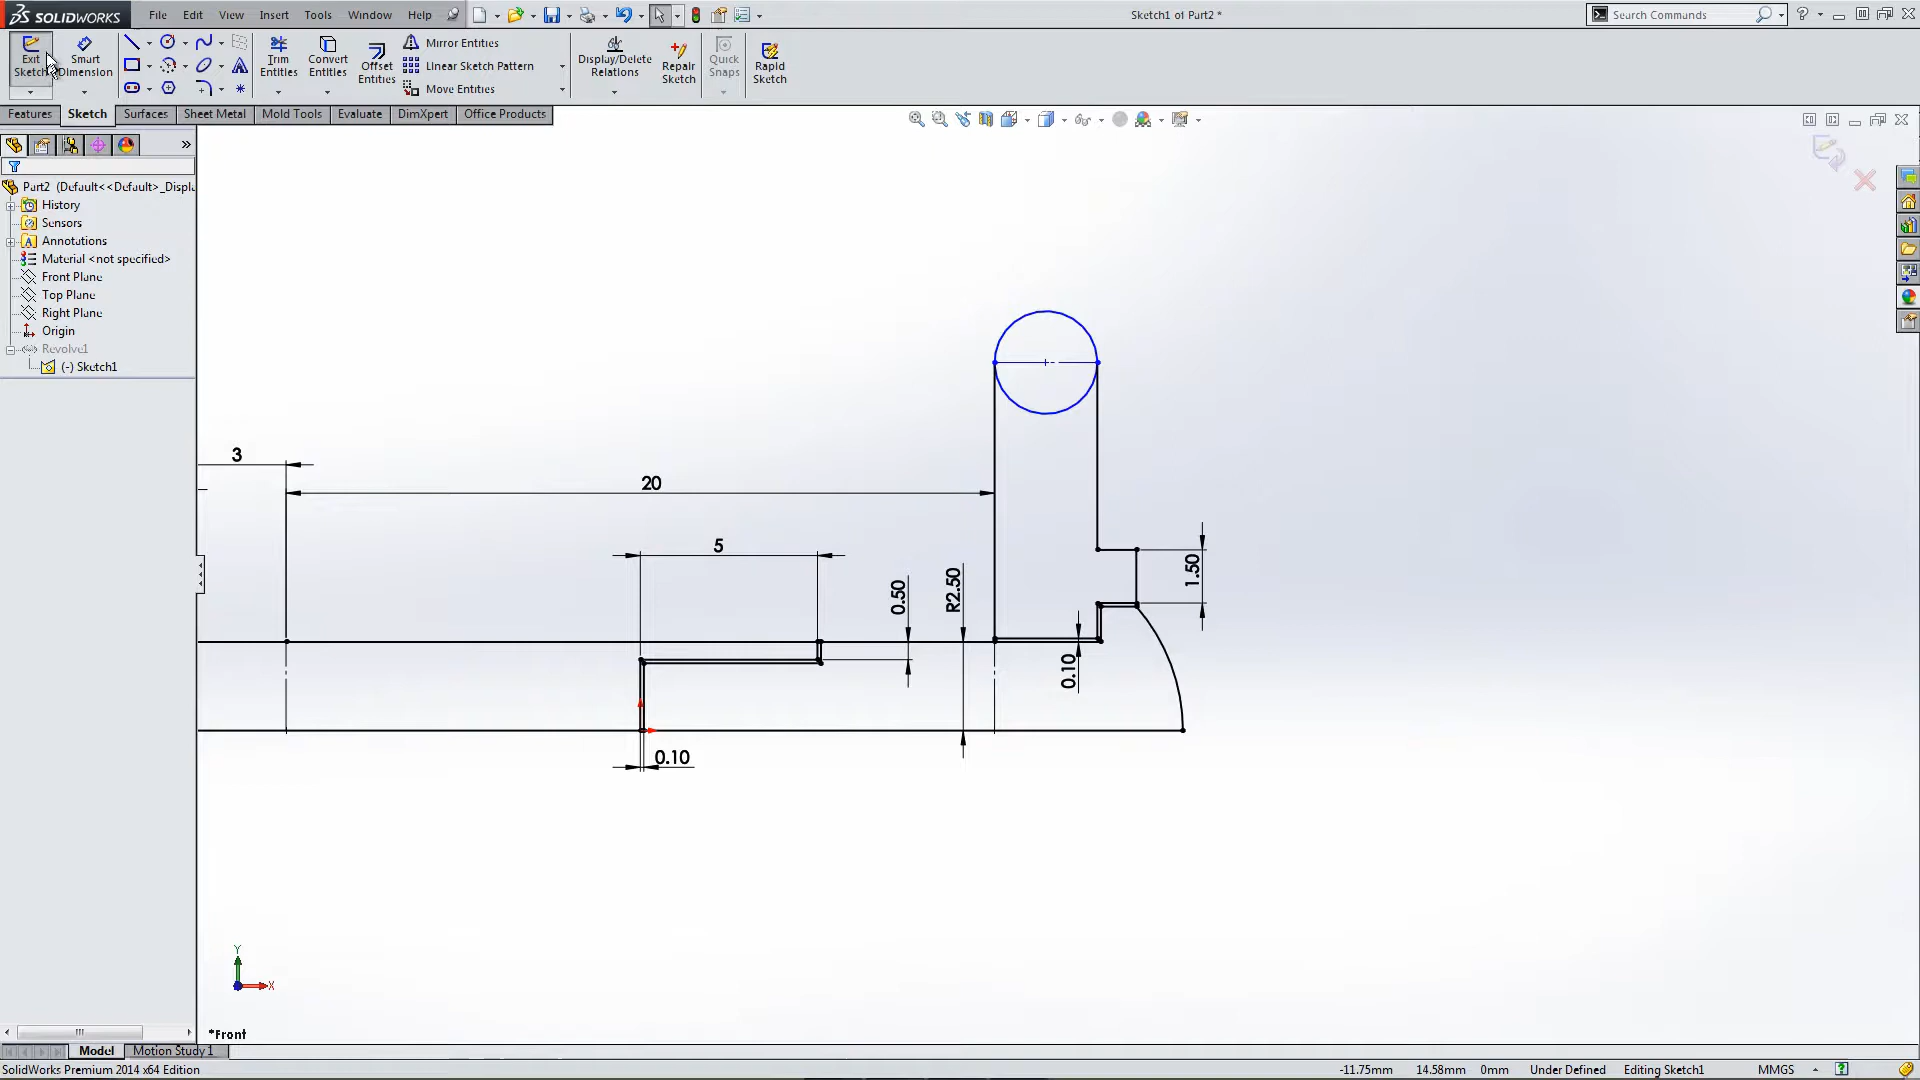 SOLIDWORKS File Edit View Insert Tools Window Help Sketch1 of Part2 * Search Commands
Exit Sketch
Smart Dimension
Trim Entities
Convert Entities
Offset Entities
Mirror Entities
Linear Sketch Pattern
Move Entities
Display/Delete Relations
Repair Sketch
Quick Snaps
Rapid Sketch
Features Sketch Surfaces Sheet Metal Mold Tools Evaluate DimXpert Office Products
Part2 (Default<<Default>_Displa
History
Sensors
Annotations
Material <not specified>
Front Plane
Top Plane
Right Plane
Origin
Revolve1
(-) Sketch1
3
20
5
0.50
R2.50
1.50
0.10
0.10
Y
X
*Front
Model Motion Study 1
SolidWorks Premium 2014 x64 Edition -11.75mm 14.58mm 0mm Under Defined Editing Sketch1 MMGS